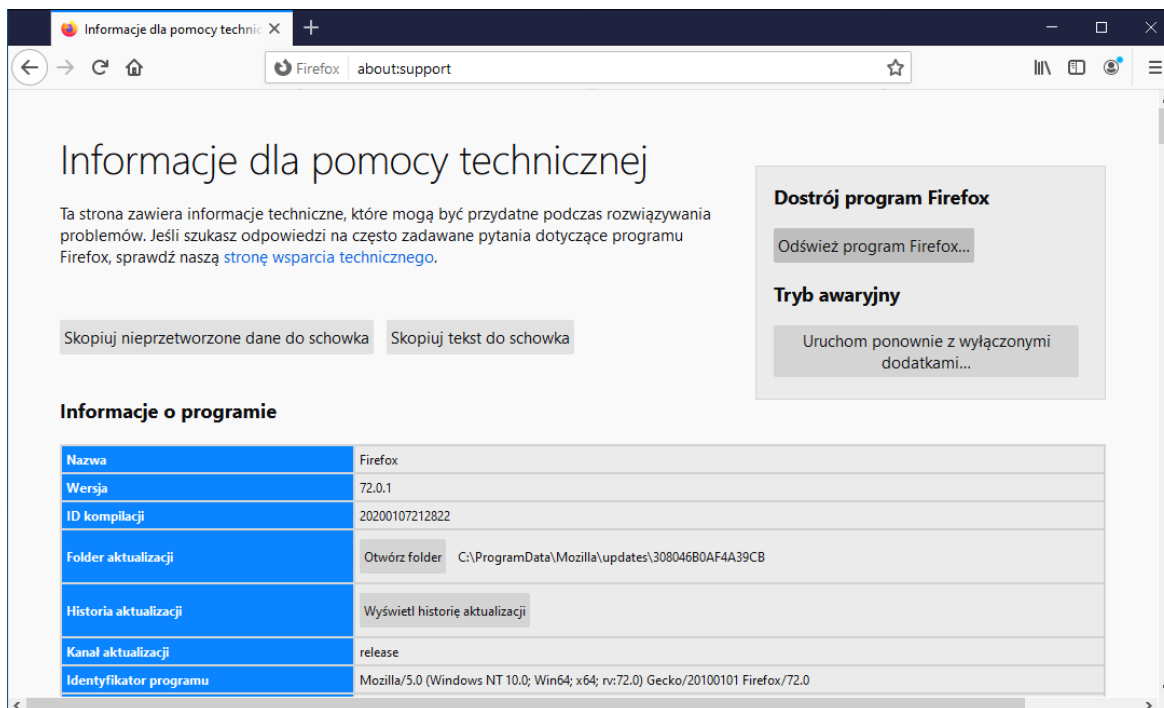 Informacje dla pomocy technic
Firefox about:support
Informacje dla pomocy technicznej
Ta strona zawiera informacje techniczne, które mogą być przydatne podczas rozwiązywania
problemów. Jeśli szukasz odpowiedzi na często zadawane pytania dotyczące programu
Firefox, sprawdź naszą stronę wsparcia technicznego.
Skopiuj nieprzetworzone dane do schowka Skopiuj tekst do schowka
Dostrój program Firefox
Odśwież program Firefox...
Tryb awaryjny
Uruchom ponownie z wyłączonymi
dodatkami...
Informacje o programie
Nazwa Firefox
Wersja 72.0.1
ID kompilacji 20200107212822
Folder aktualizacji Otwórz folder C:\ProgramData\Mozilla\updates\308046B0AF4A39CB
Historia aktualizacji Wyświetl historię aktualizacji
Kanał aktualizacji release
Identyfikator programu Mozilla/5.0 (Windows NT 10.0; Win64; x64; rv:72.0) Gecko/20100101 Firefox/72.0